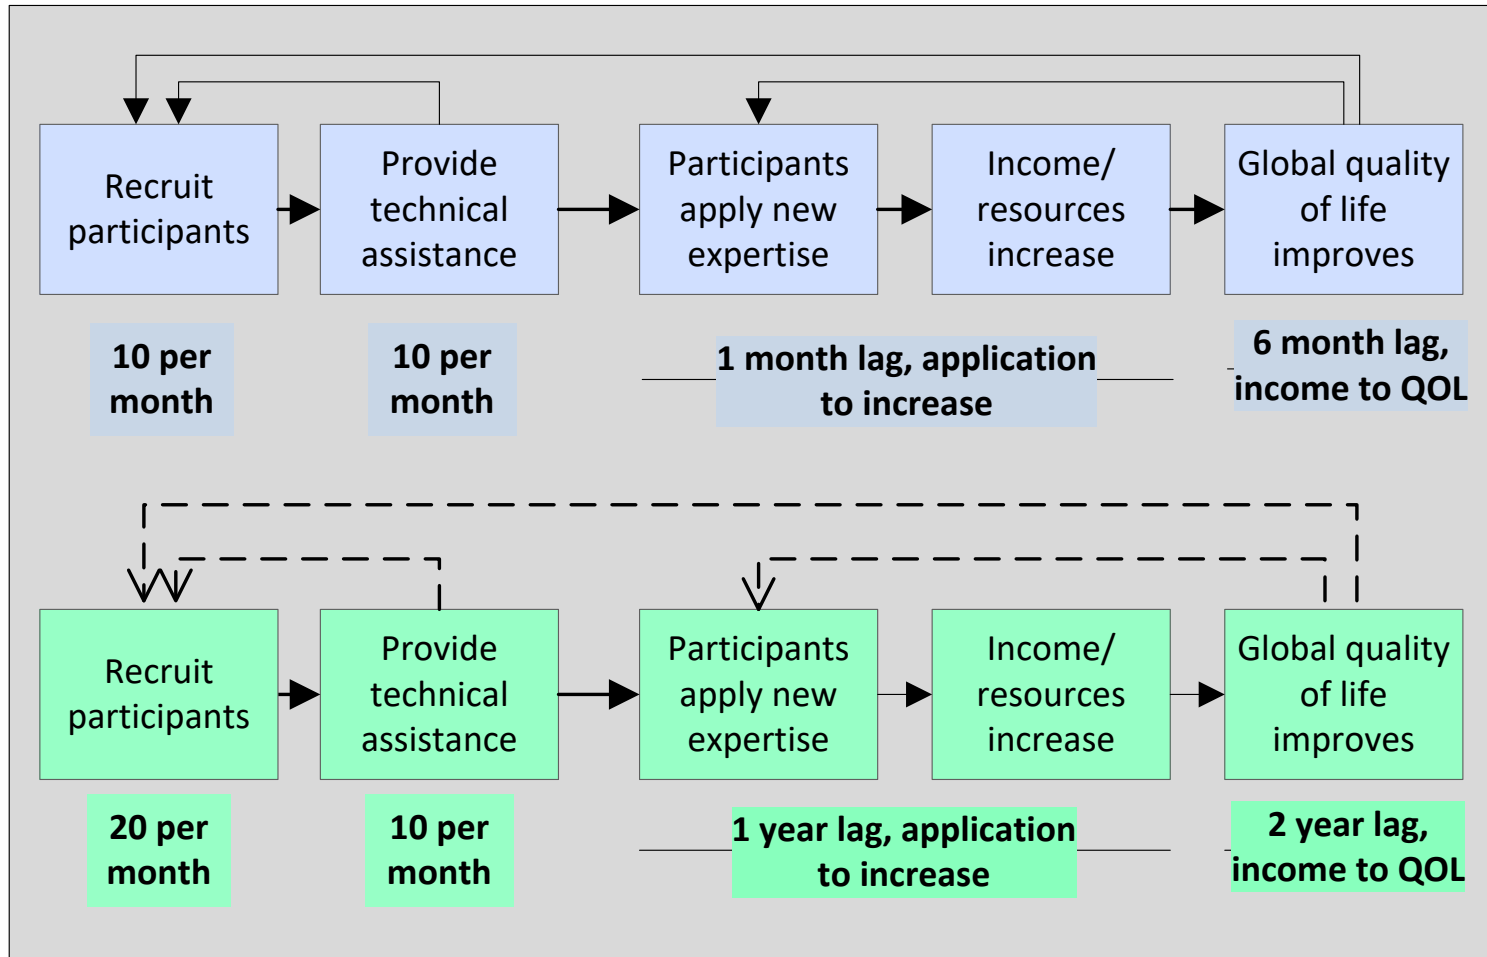 Recruit
participants
Provide
technical
assistance
Participants
apply new
expertise
Income/
resources
increase
Global quality
of life
improves
10 per
month
10 per
month
1 month lag, application
to increase
6 month lag,
income to QOL
Recruit
participants
Provide
technical
assistance
Participants
apply new
expertise
Income/
resources
increase
Global quality
of life
improves
20 per
month
10 per
month
1 year lag, application
to increase
2 year lag,
income to QOL